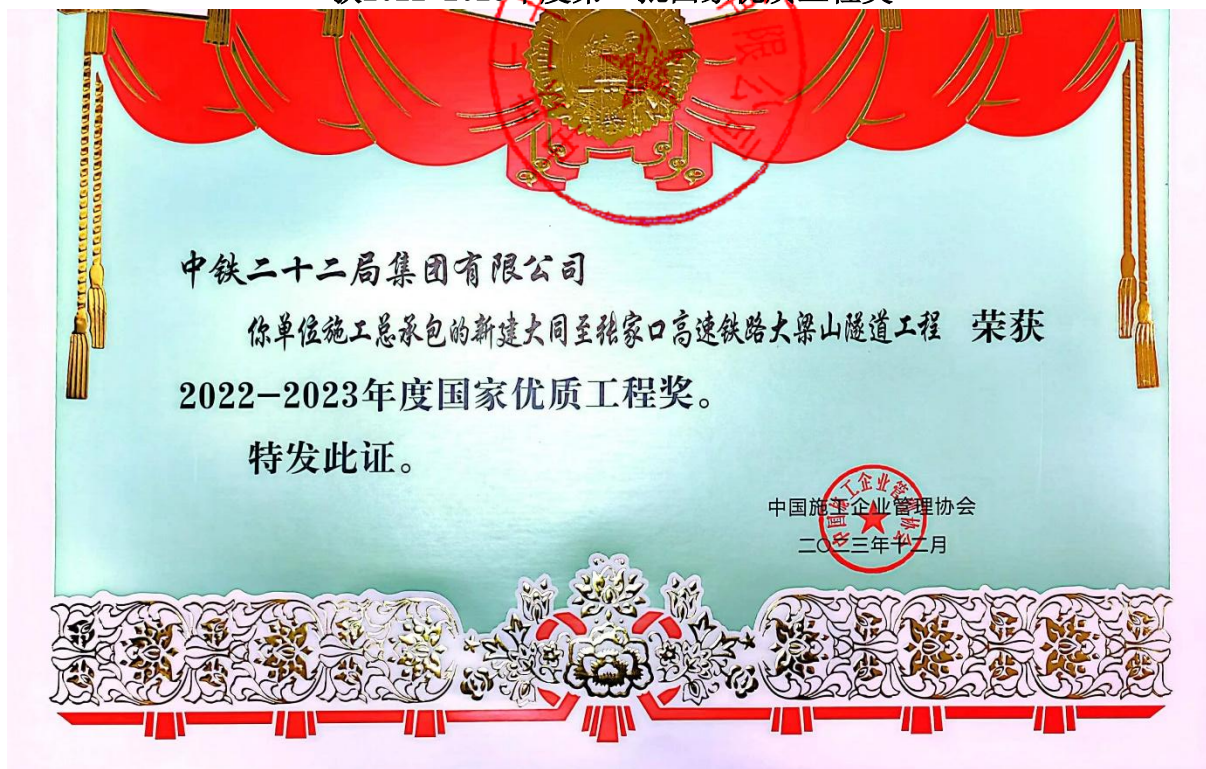 中铁二十二局集团有限公司
你单位施工总承包的新建大同至张家口高速铁路大梁山隧道工程 荣获
2022-2023年度国家优质工程奖。
特发此证。
中国施工企业管理协会
二〇二三年十二月